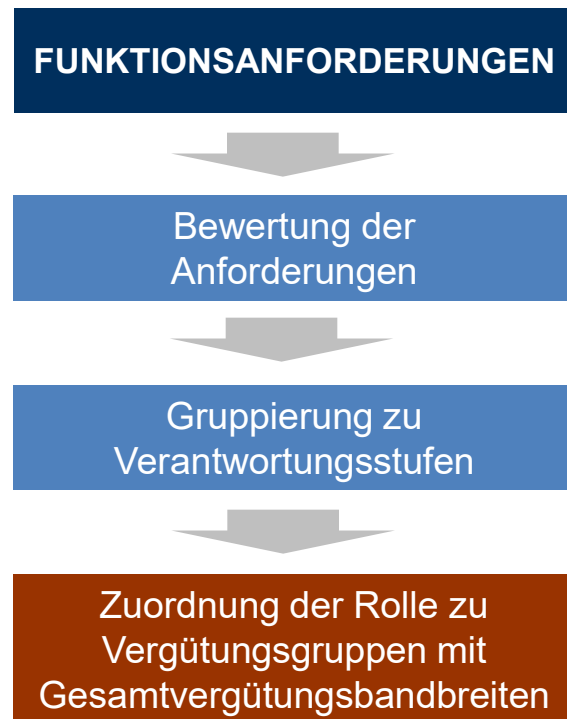 FUNKTIONSANFORDERUNGEN
Bewertung der
Anforderungen
Gruppierung zu
Verantwortungsstufen
Zuordnung der Rolle zu
Vergütungsgruppen mit
Gesamtvergütungsbandbreiten